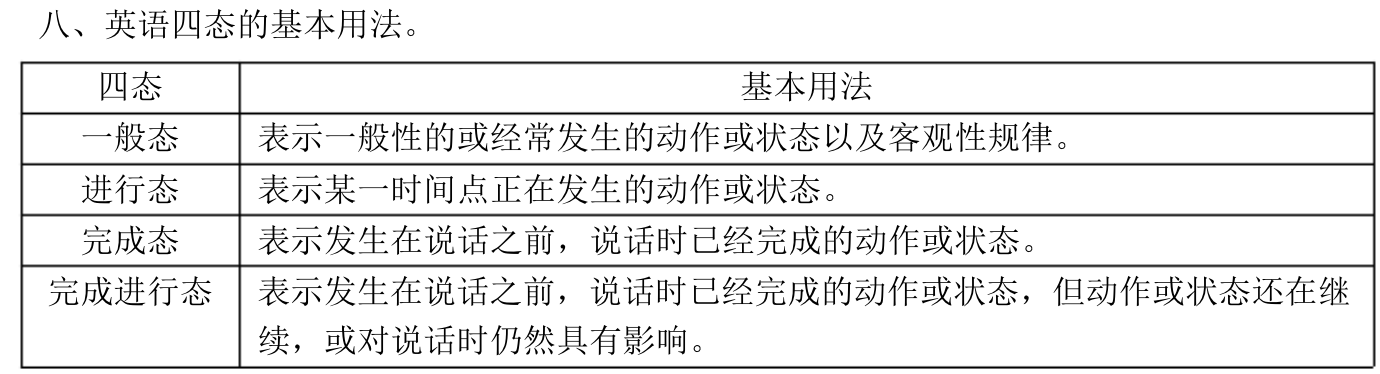 八、英语四态的基本用法。
四态 基本用法
一般态 表示一般性的或经常发生的动作或状态以及客观性规律。
进行态 表示某一时间点正在发生的动作或状态。
完成态 表示发生在说话之前，说话时已经完成的动作或状态。
完成进行态 表示发生在说话之前，说话时已经完成的动作或状态，但动作或状态还在继
续，或对说话时仍然具有影响。